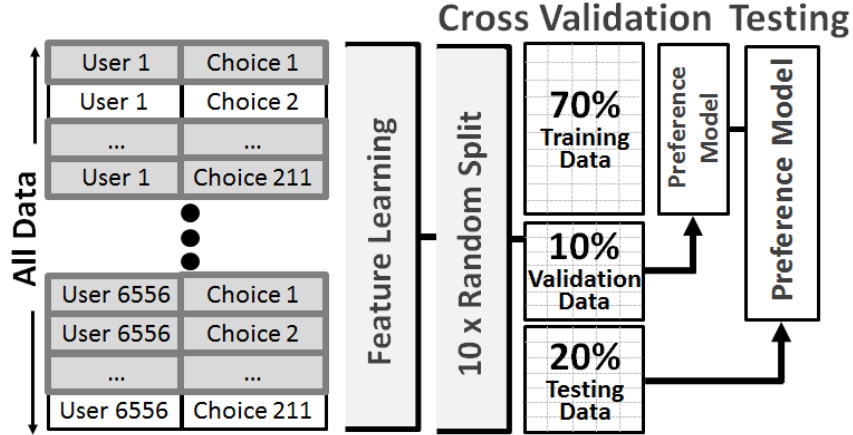 Cross Validation Testing
All Data
User 1 Choice 1
User 1 Choice 2
... ...
User 1 Choice 211
User 6556 Choice 1
User 6556 Choice 2
... ...
User 6556 Choice 211
Feature Learning
10 x Random Split
70%
Training
Data
10%
Validation
Data
20%
Testing
Data
Preference
Model
Preference Model